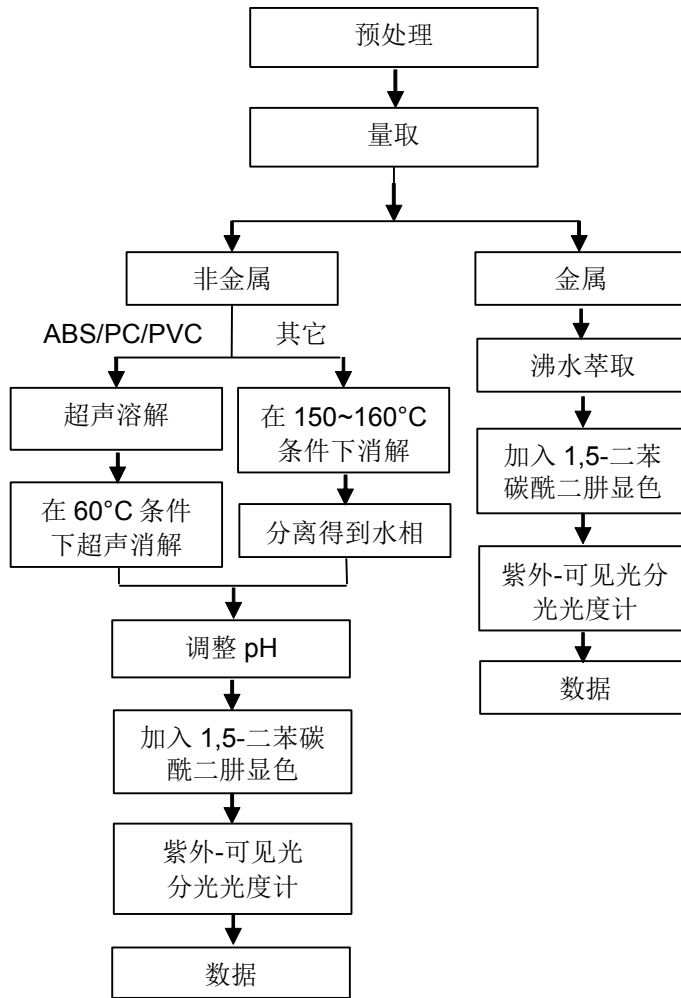 预处理
量取
非金属
金属
ABS/PC/PVC
其它
沸水萃取
超声溶解
在 150~160°C
条件下消解
加入 1,5-二苯
碳酰二肼显色
在 60°C 条件
下超声消解
分离得到水相
紫外-可见光分
光光度计
调整 pH
数据
加入 1,5-二苯碳
酰二肼显色
紫外-可见光
分光光度计
数据